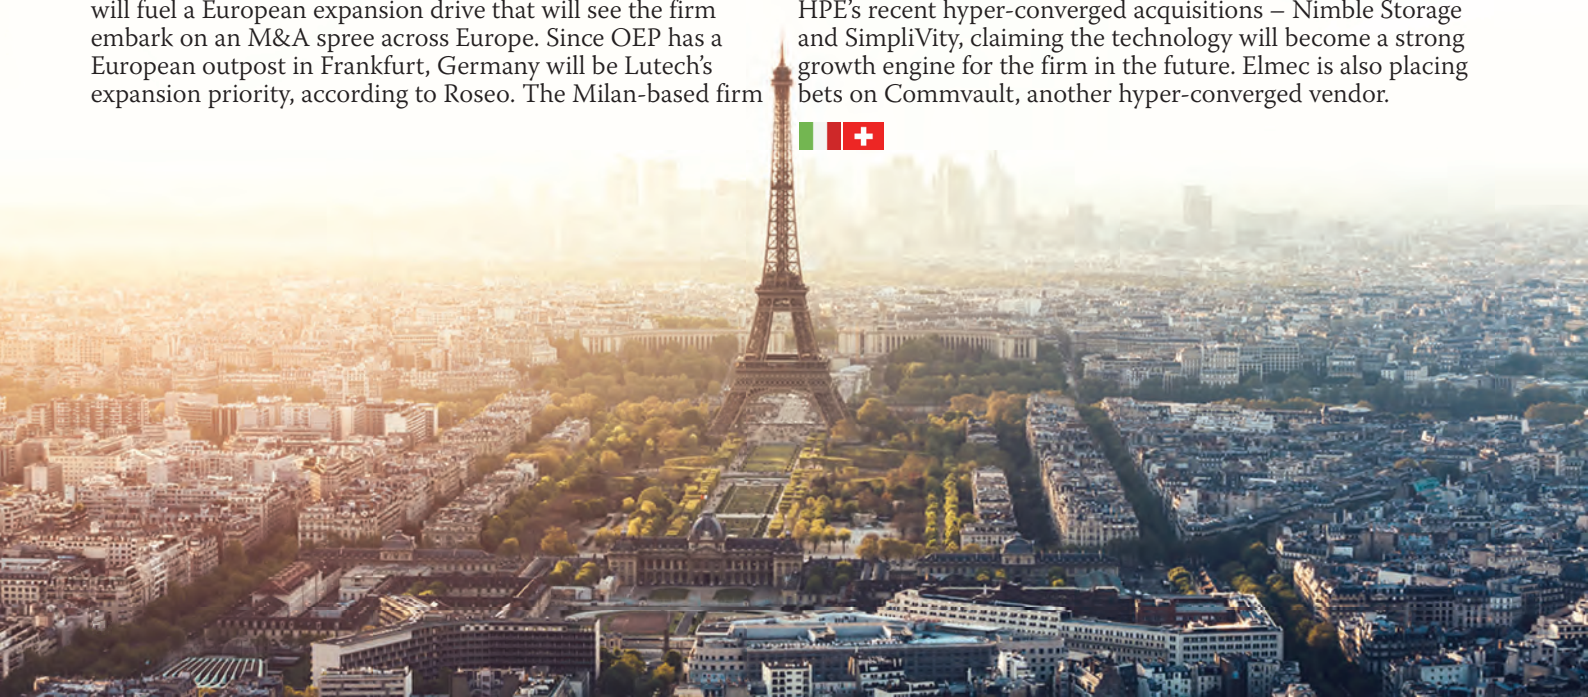 will fuel a European expansion drive that will see the firm
embark on an M&A spree across Europe. Since OEP has a
European outpost in Frankfurt, Germany will be Lutech’s
expansion priority, according to Roseo. The Milan-based firm
HPE’s recent hyper-converged acquisitions – Nimble Storage
and SimpliVity, claiming the technology will become a strong
growth engine for the firm in the future. Elmec is also placing
bets on Commvault, another hyper-converged vendor.